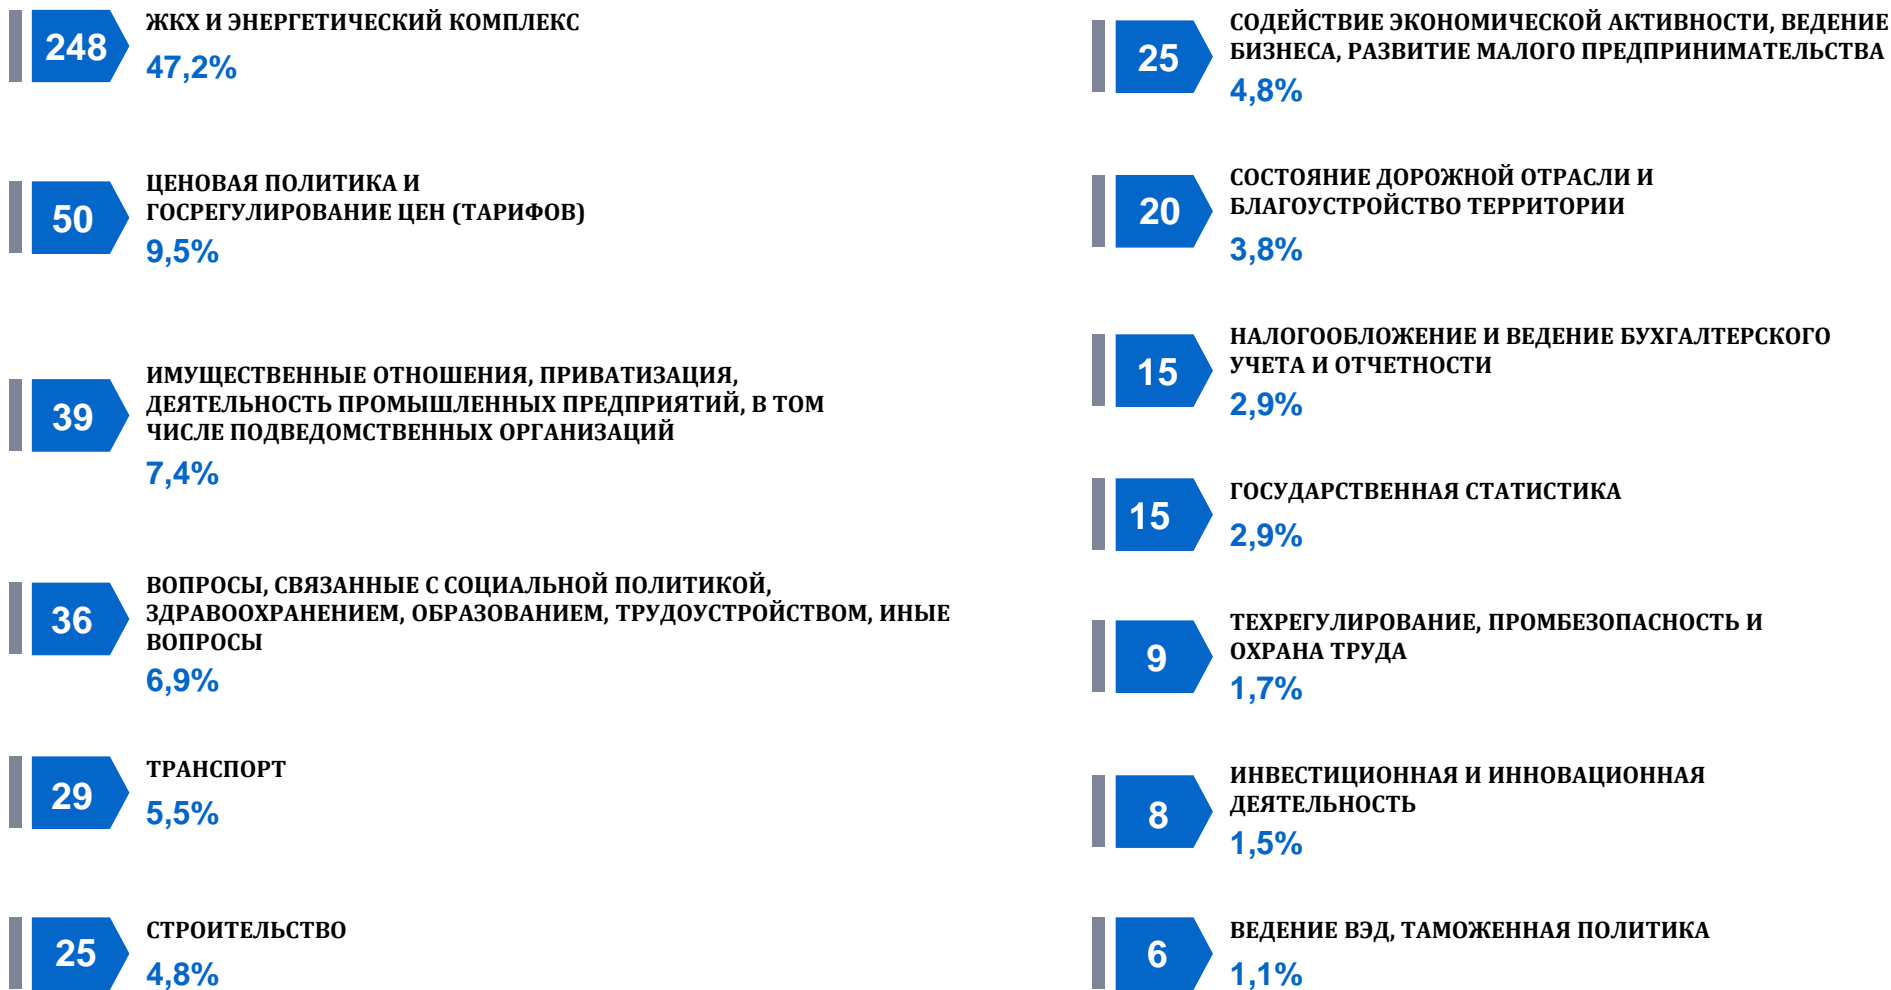 248
ЖКХ И ЭНЕРГЕТИЧЕСКИЙ КОМПЛЕКС
47,2%
50
ЦЕНОВАЯ ПОЛИТИКА И
ГОСРЕГУЛИРОВАНИЕ ЦЕН (ТАРИФОВ)
9,5%
39
ИМУЩЕСТВЕННЫЕ ОТНОШЕНИЯ, ПРИВАТИЗАЦИЯ,
ДЕЯТЕЛЬНОСТЬ ПРОМЫШЛЕННЫХ ПРЕДПРИЯТИЙ, В ТОМ
ЧИСЛЕ ПОДВЕДОМСТВЕННЫХ ОРГАНИЗАЦИЙ
7,4%
36
ВОПРОСЫ, СВЯЗАННЫЕ С СОЦИАЛЬНОЙ ПОЛИТИКОЙ,
ЗДРАВООХРАНЕНИЕМ, ОБРАЗОВАНИЕМ, ТРУДОУСТРОЙСТВОМ, ИНЫЕ
ВОПРОСЫ
6,9%
29
ТРАНСПОРТ
5,5%
25
СТРОИТЕЛЬСТВО
4,8%
25
СОДЕЙСТВИЕ ЭКОНОМИЧЕСКОЙ АКТИВНОСТИ, ВЕДЕНИЕ
БИЗНЕСА, РАЗВИТИЕ МАЛОГО ПРЕДПРИНИМАТЕЛЬСТВА
4,8%
20
СОСТОЯНИЕ ДОРОЖНОЙ ОТРАСЛИ И
БЛАГОУСТРОЙСТВО ТЕРРИТОРИИ
3,8%
15
НАЛОГООБЛОЖЕНИЕ И ВЕДЕНИЕ БУХГАЛТЕРСКОГО
УЧЕТА И ОТЧЕТНОСТИ
2,9%
15
ГОСУДАРСТВЕННАЯ СТАТИСТИКА
2,9%
9
ТЕХРЕГУЛИРОВАНИЕ, ПРОМБЕЗОПАСНОСТЬ И
ОХРАНА ТРУДА
1,7%
8
ИНВЕСТИЦИОННАЯ И ИННОВАЦИОННАЯ
ДЕЯТЕЛЬНОСТЬ
1,5%
6
ВЕДЕНИЕ ВЭД, ТАМОЖЕННАЯ ПОЛИТИКА
1,1%